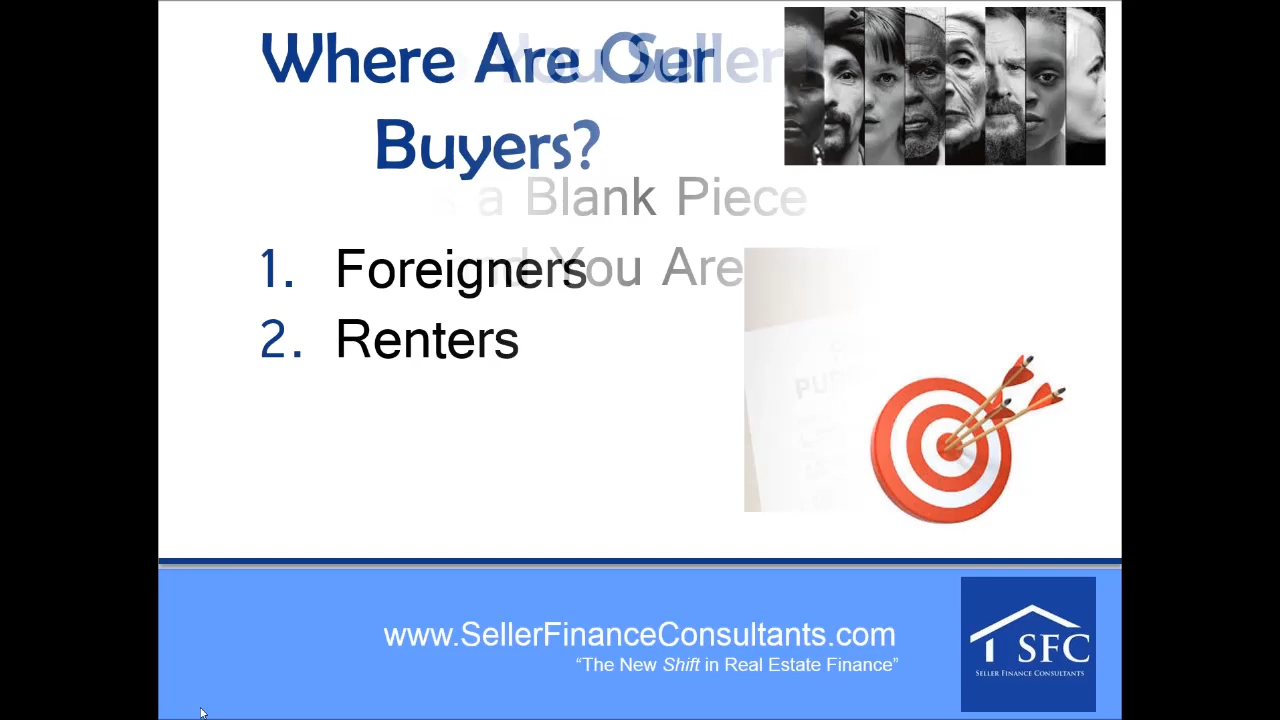 Where Are Our
Buyers?
You Seller
a Blank Piece
You Are
1. Foreigners
2. Renters
www.SellerFinanceConsultants.com
“The New Shift in Real Estate Finance”
SFC
SELLER FINANCE CONSULTANTS